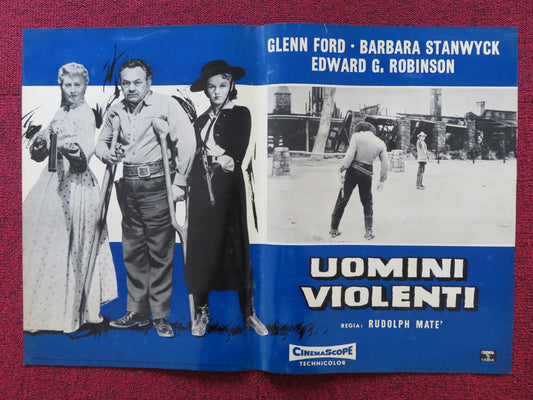 GLENN FORD · BARBARA STANWYCK
EDWARD G. ROBINSON
UOMINI
VIOLENTI
REGIA: RUDOLPH MATE'
CINEMASCOPE
TECHNICOLOR